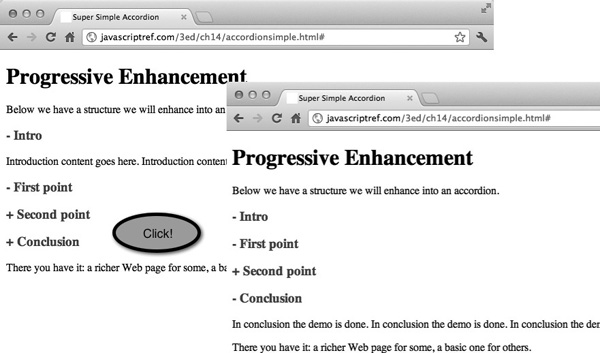 Super Simple Accordion
javascriptref.com/3ed/ch14/accordionsimple.html#
Progressive Enhancement
Below we have a structure we will enhance into an
- Intro
Introduction content goes here. Introduction content
- First point
+ Second point
+ Conclusion
Click!
There you have it: a richer Web page for some, a
Super Simple Accordion
javascriptref.com/3ed/ch14/accordionsimple.html#
Progressive Enhancement
Below we have a structure we will enhance into an accordion.
- Intro
- First point
+ Second point
- Conclusion
In conclusion the demo is done. In conclusion the demo is done. In conclusion the
There you have it: a richer Web page for some, a basic one for others.